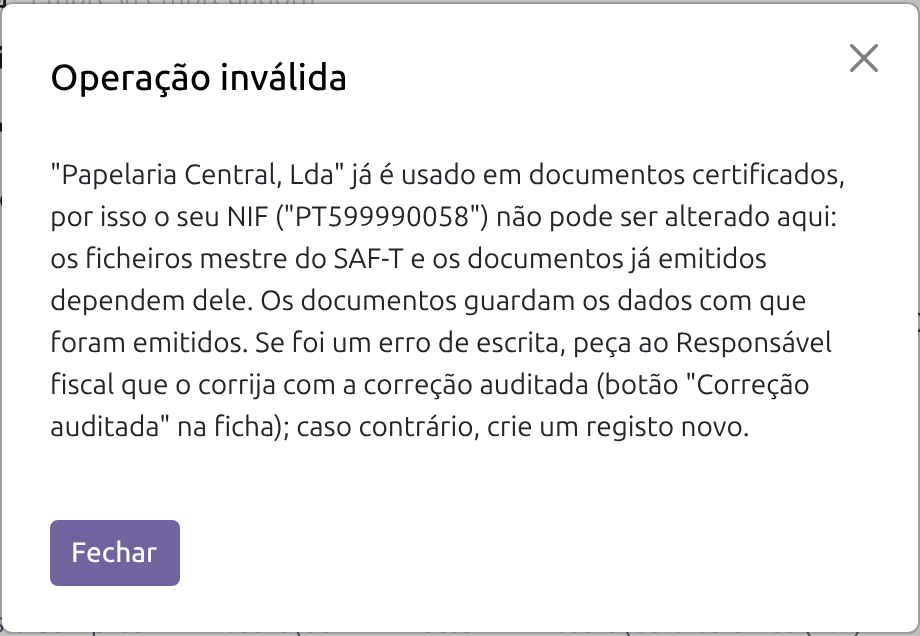 Operação inválida
"Papelaria Central, Lda" já é usado em documentos certificados,
por isso o seu NIF ("PT599990058") não pode ser alterado aqui:
os ficheiros mestre do SAF-T e os documentos já emitidos
dependem dele. Os documentos guardam os dados com que
foram emitidos. Se foi um erro de escrita, peça ao Responsável
fiscal que o corrija com a correção auditada (botão "Correção
auditada" na ficha); caso contrário, crie um registo novo.
Fechar